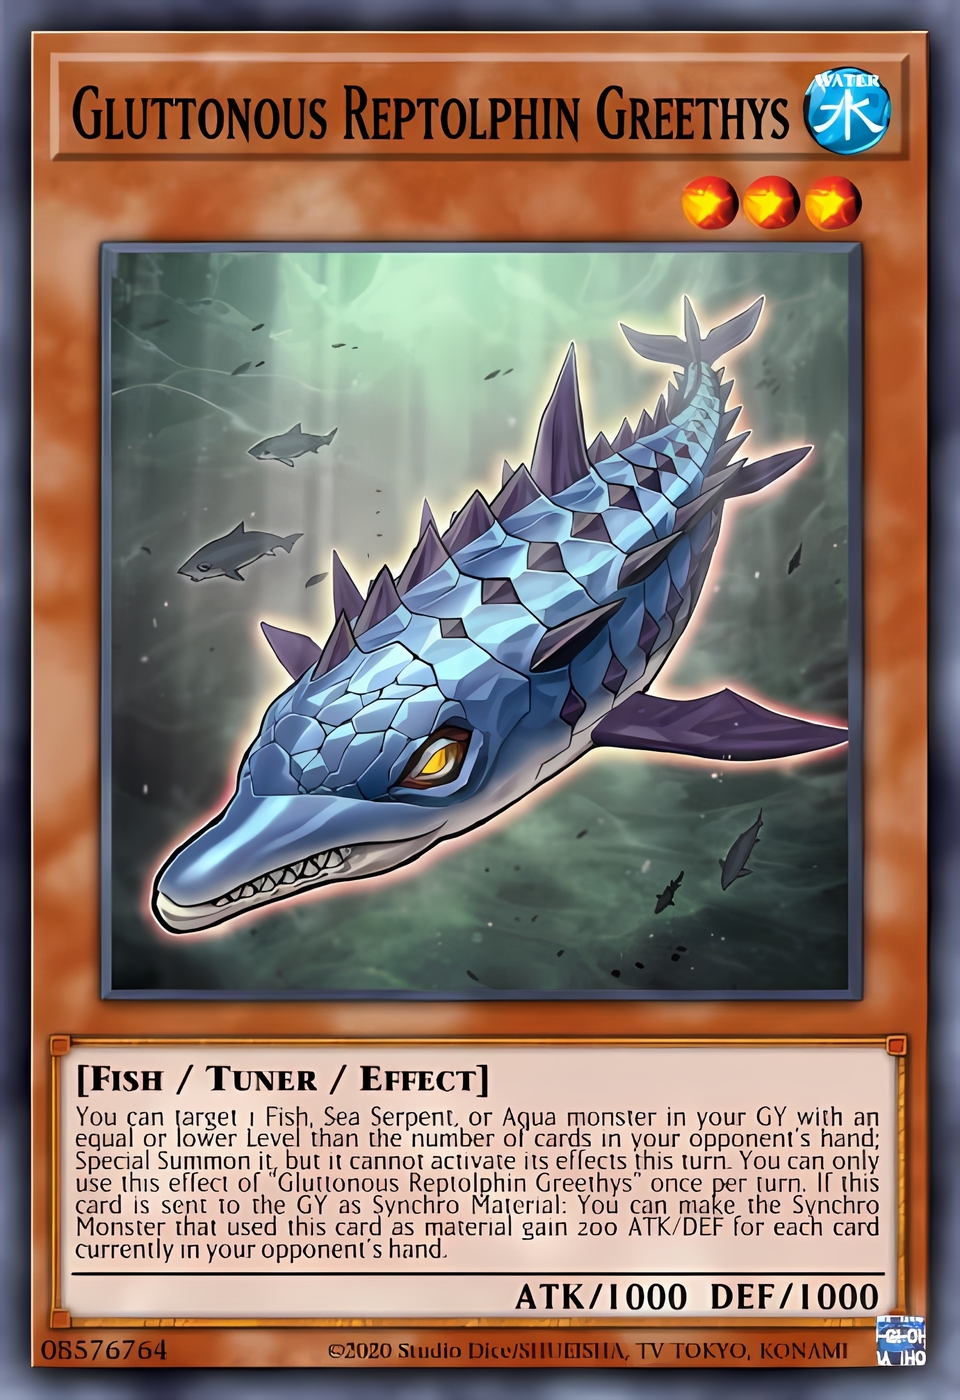 GLUTTONOUS REPTOLPHIN GREETHYS
WATER
水
[FISH / TUNER / EFFECT]
You can target 1 Fish, Sea Serpent, or Aqua monster in your GY with an
equal or lower Level than the number of cards in your opponent's hand;
Special Summon it, but it cannot activate its effects this turn. You can only
use this effect of "Gluttonous Reptolphin Greethys" once per turn. If this
card is sent to the GY as Synchro Material: You can make the Synchro
Monster that used this card as material gain 200 ATK/DEF for each card
currently in your opponent's hand.
ATK/1000 DEF/1000
08576764
©2020 Studio Dice/SHUEISHA, TV TOKYO, KONAMI